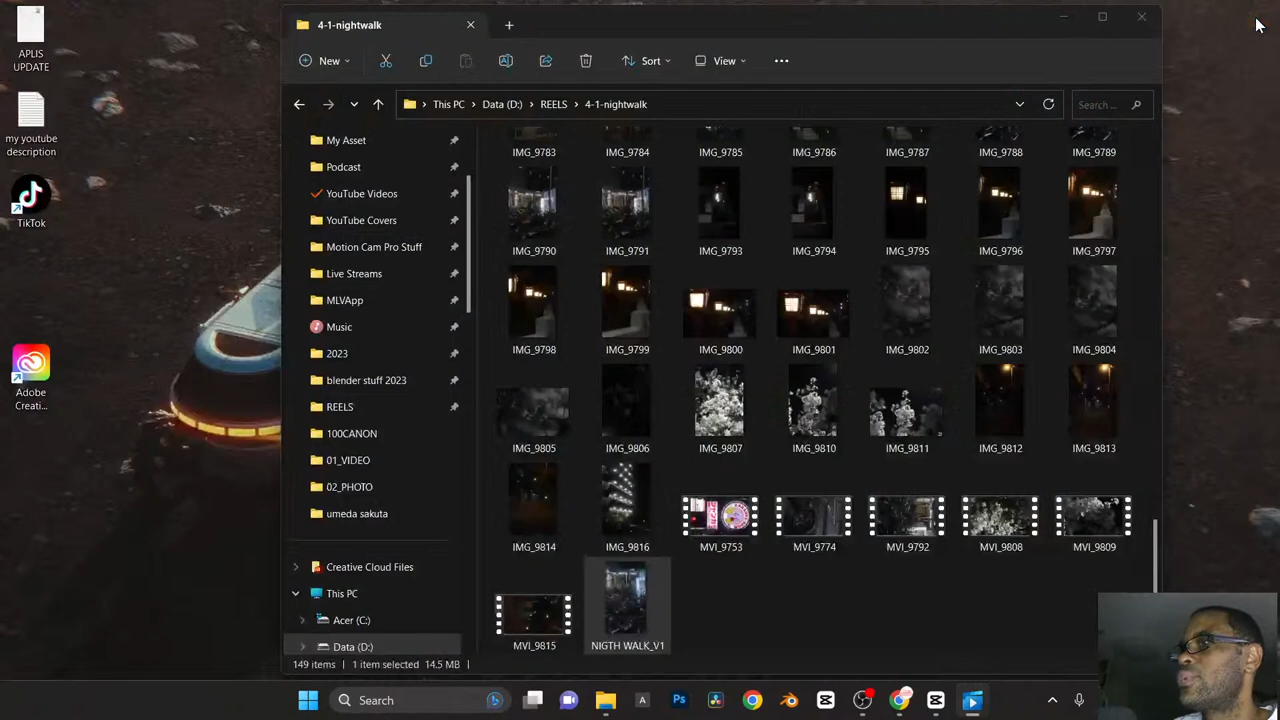 APLIS
UPDATE
my youtube
description
TikTok
Adobe
Creati...
4-1-nightwalk
New
Sort
View
This PC
Data (D:)
REELS
4-1-nightwalk
Search ...
My Asset
Podcast
YouTube Videos
YouTube Covers
Motion Cam Pro Stuff
Live Streams
MLVApp
Music
2023
blender stuff 2023
REELS
100CANON
01_VIDEO
02_PHOTO
umeda sakuta
Creative Cloud Files
This PC
Acer (C:)
Data (D:)
IMG_9783 IMG_9784 IMG_9785 IMG_9786 IMG_9787 IMG_9788 IMG_9789
IMG_9790 IMG_9791 IMG_9793 IMG_9794 IMG_9795 IMG_9796 IMG_9797
IMG_9798 IMG_9799 IMG_9800 IMG_9801 IMG_9802 IMG_9803 IMG_9804
IMG_9805 IMG_9806 IMG_9807 IMG_9810 IMG_9811 IMG_9812 IMG_9813
IMG_9814 IMG_9816 MVI_9753 MVI_9774 MVI_9792 MVI_9808 MVI_9809
MVI_9815 NIGTH WALK_V1
149 items 1 item selected 14.5 MB
Search
A
Ps